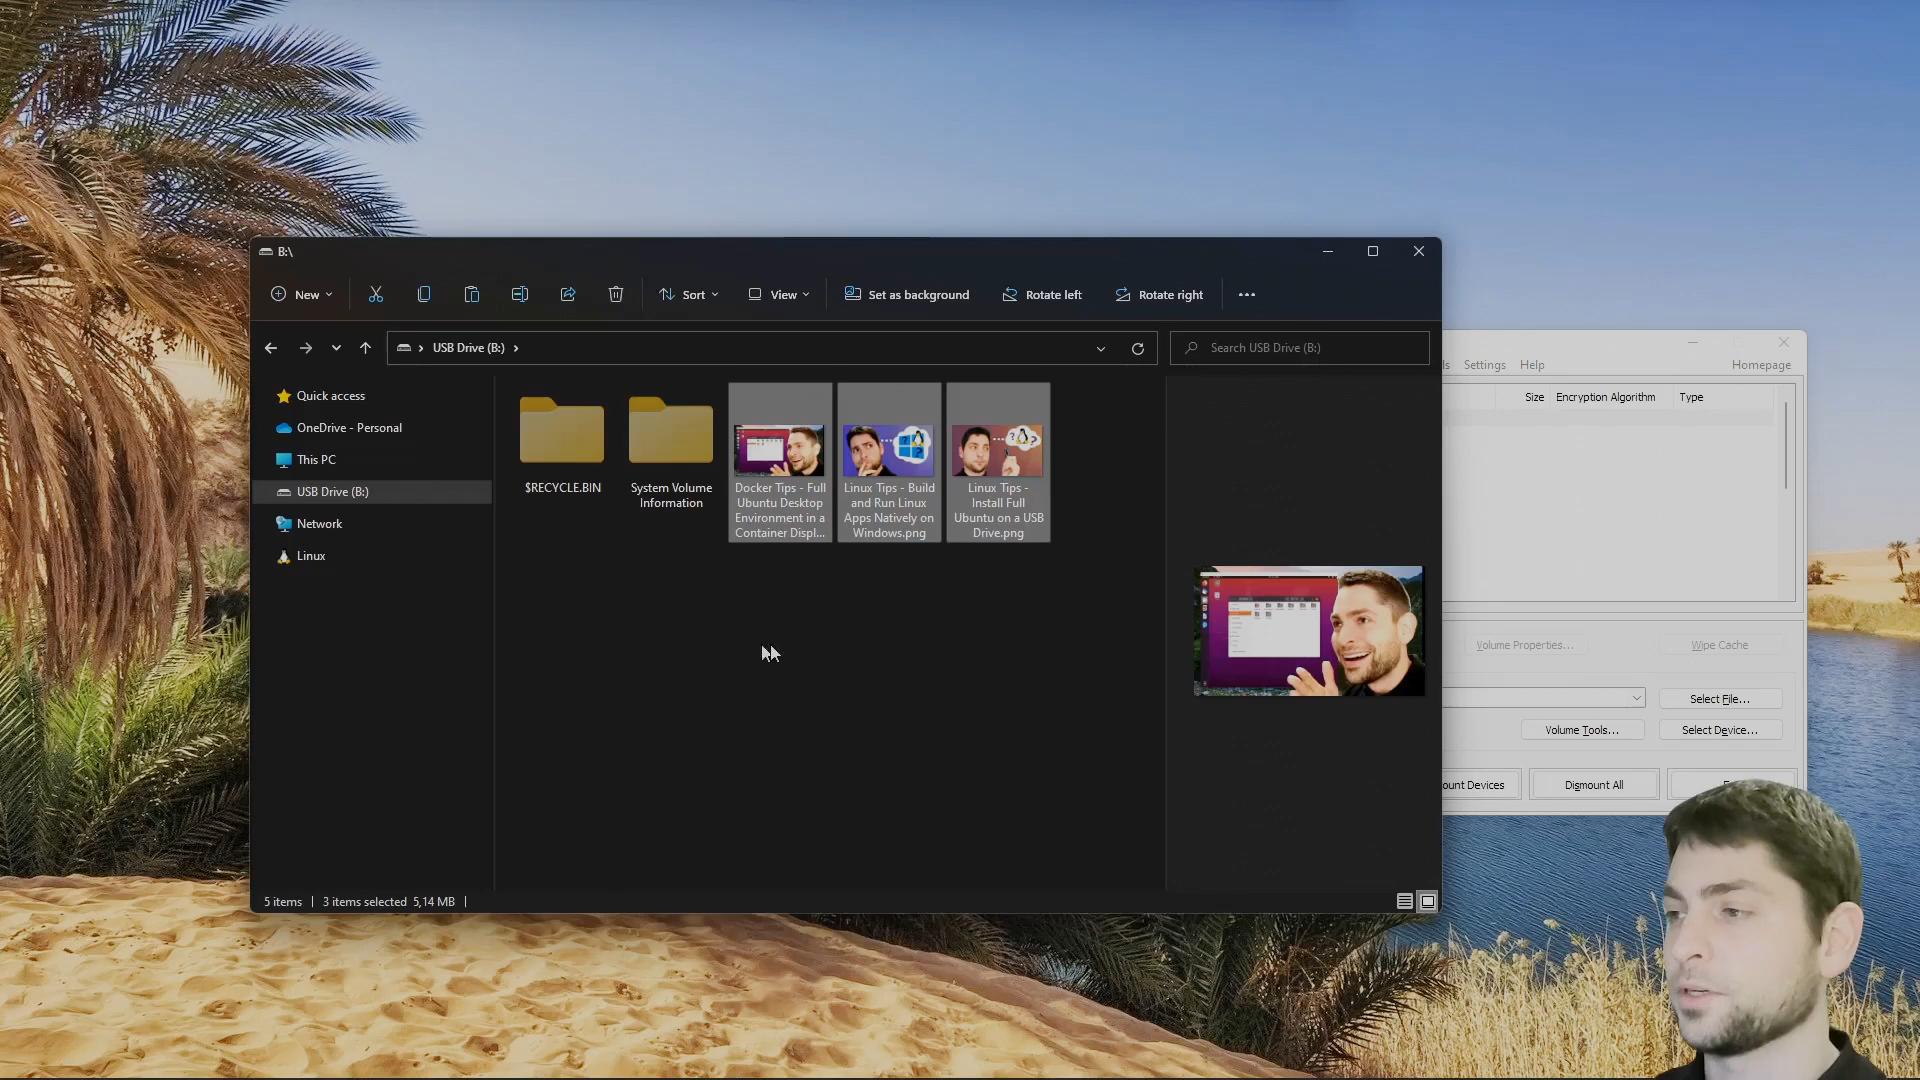 B:\
New
Sort
View
Set as background
Rotate left
Rotate right
USB Drive (B:)
Search USB Drive (B:)
Quick access
OneDrive - Personal
This PC
USB Drive (B:)
Network
Linux
$RECYCLE.BIN
System Volume
Information
Docker Tips - Full
Ubuntu Desktop
Environment in a
Container Displ...
Linux Tips - Build
and Run Linux
Apps Natively on
Windows.png
Linux Tips -
Install Full
Ubuntu on a USB
Drive.png
5 items
3 items selected 5,14 MB
Settings
Help
Homepage
Size
Encryption Algorithm
Type
Volume Properties...
Wipe Cache
Select File...
Volume Tools...
Select Device...
Devices
Dismount All